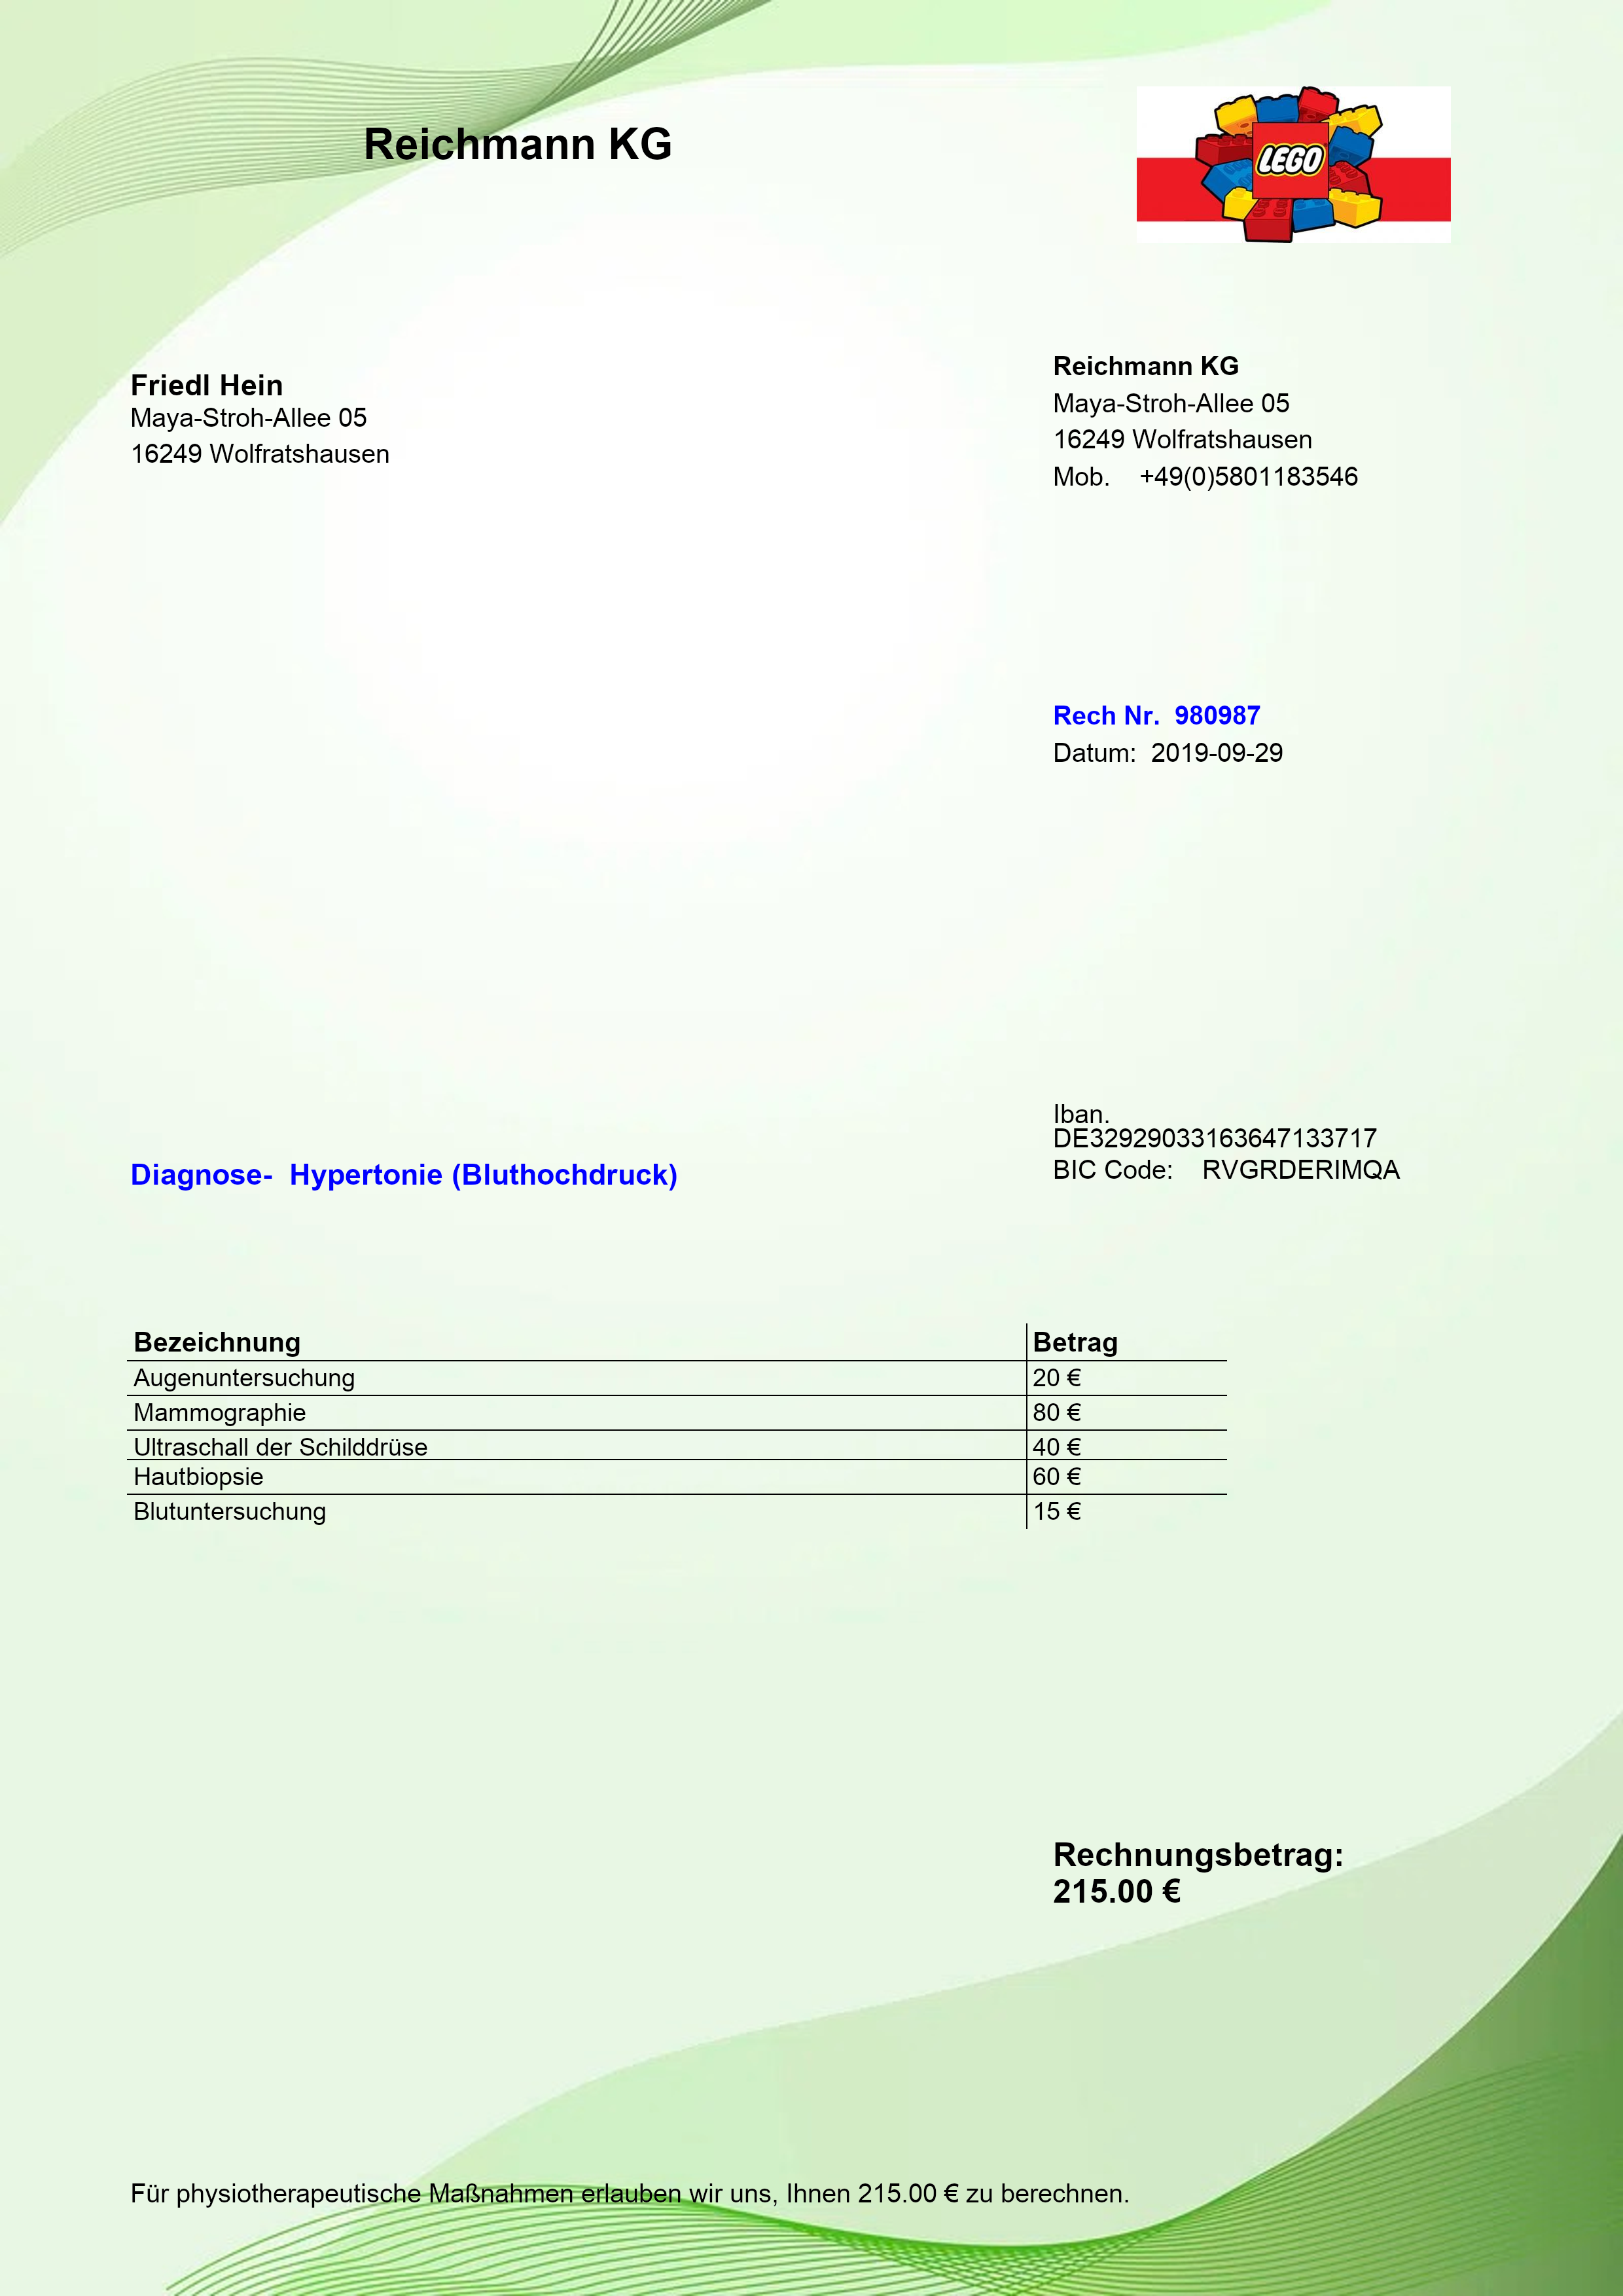 Reichmann KG
LEGO
Friedl Hein
Maya-Stroh-Allee 05
16249 Wolfratshausen
Reichmann KG
Maya-Stroh-Allee 05
16249 Wolfratshausen
Mob. +49(0)5801183546
Rech Nr. 980987
Datum: 2019-09-29
Iban.
DE32929033163647133717
BIC Code: RVGRDERIMQA
Diagnose- Hypertonie (Bluthochdruck)
Bezeichnung Betrag
Augenuntersuchung 20 €
Mammographie 80 €
Ultraschall der Schilddrüse 40 €
Hautbiopsie 60 €
Blutuntersuchung 15 €
Rechnungsbetrag:
215.00 €
Für physiotherapeutische Maßnahmen erlauben wir uns, Ihnen 215.00 € zu berechnen.